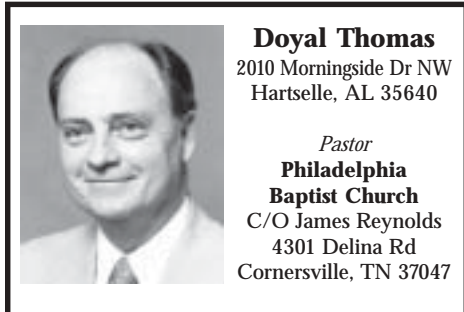 Doyal Thomas
2010 Morningside Dr NW
Hartselle, AL 35640
Pastor
Philadelphia
Baptist Church
C/O James Reynolds
4301 Delina Rd
Cornersville, TN 37047